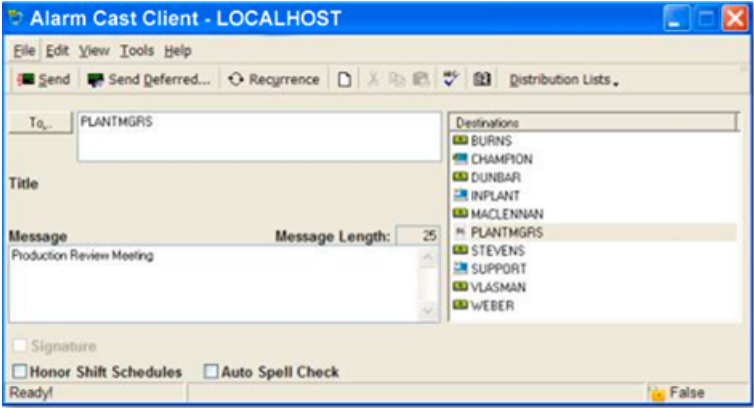 Alarm Cast Client - LOCALHOST
File Edit View Tools Help
Send Send Deferred... Recurrence Distribution Lists
To... PLANTMGRS
Title
Message Message Length: 25
Production Review Meeting
Destinations
BURNS
CHAMPION
DUNBAR
INPLANT
MACLENNAN
PLANTMGRS
STEVENS
SUPPORT
VLASMAN
WEBER
Signature
Honor Shift Schedules Auto Spell Check
Ready! False